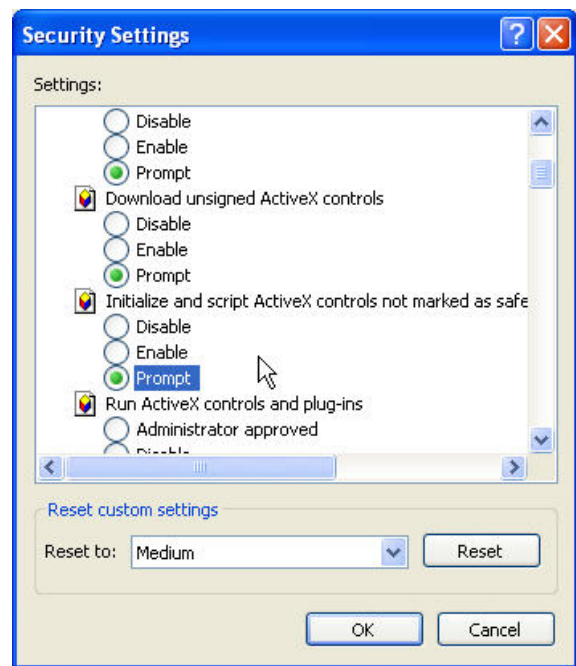 Security Settings
Settings:
Disable
Enable
Prompt
Download unsigned ActiveX controls
Disable
Enable
Prompt
Initialize and script ActiveX controls not marked as safe
Disable
Enable
Prompt
Run ActiveX controls and plug-ins
Administrator approved
Disable
Reset custom settings
Reset to:
Medium
Reset
OK
Cancel